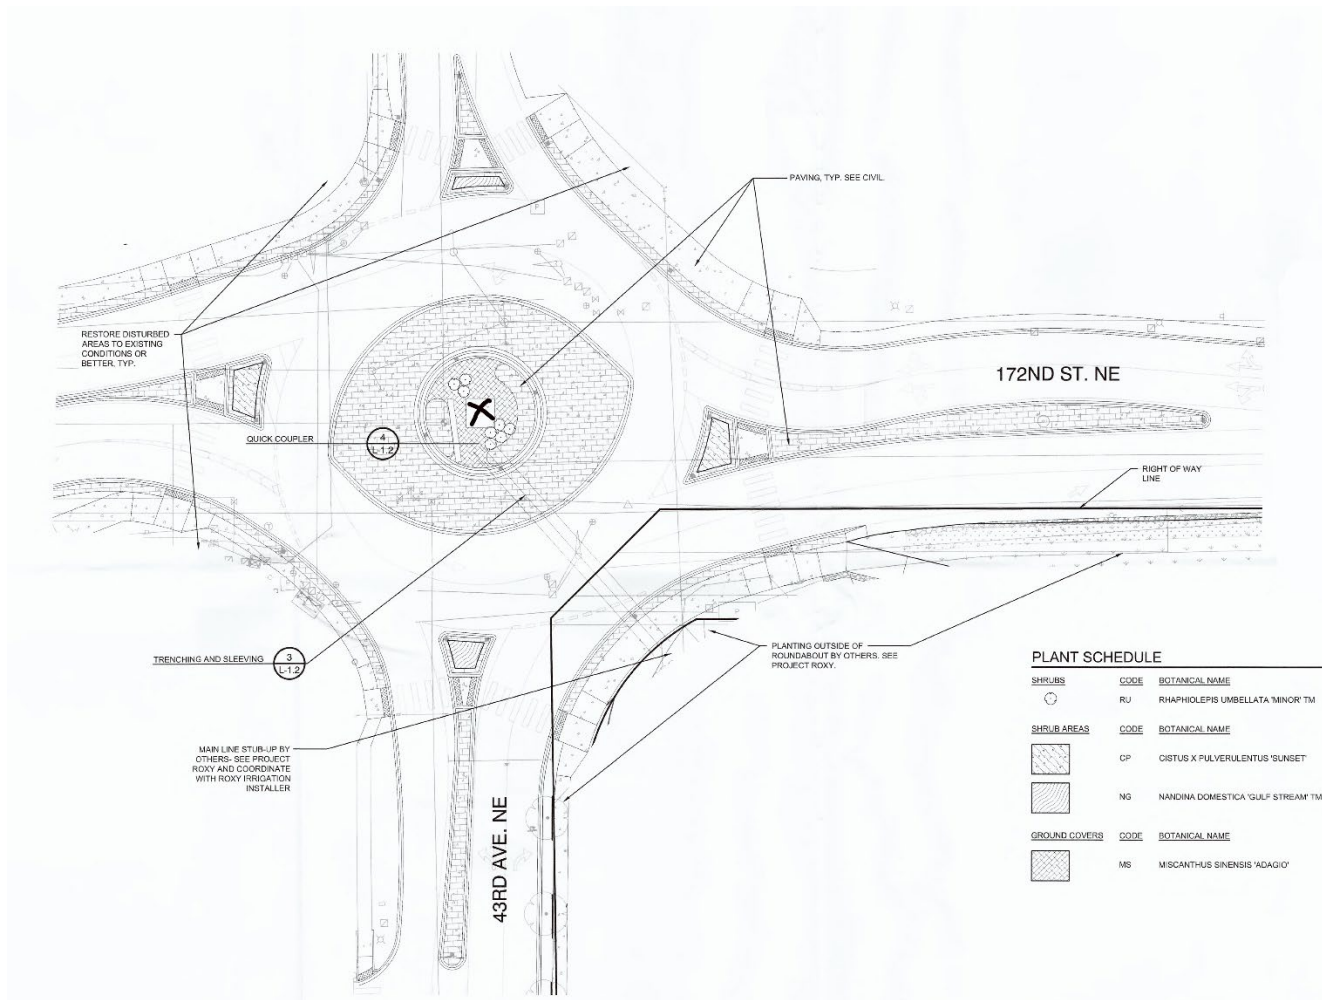 PAVING, TYP. SEE CIVIL.
P
RESTORE DISTURBED
AREAS TO EXISTING
CONDITIONS OR
BETTER, TYP.
172ND ST. NE
QUICK COUPLER
4
L-1.2
X
RIGHT OF WAY
LINE
TRENCHING AND SLEEVING
3
L-1.2
PLANTING OUTSIDE OF
ROUNDABOUT BY OTHERS. SEE
PROJECT ROXY.
MAIN LINE STUB-UP BY
OTHERS- SEE PROJECT
ROXY AND COORDINATE
WITH ROXY IRRIGATION
INSTALLER
43RD AVE. NE
PLANT SCHEDULE
SHRUBS CODE BOTANICAL NAME
RU RHAPHIOLEPIS UMBELLATA 'MINOR' TM
SHRUB AREAS CODE BOTANICAL NAME
CP CISTUS X PULVERULENTUS 'SUNSET'
NG NANDINA DOMESTICA 'GULF STREAM' TM
GROUND COVERS CODE BOTANICAL NAME
MS MISCANTHUS SINENSIS 'ADAGIO'